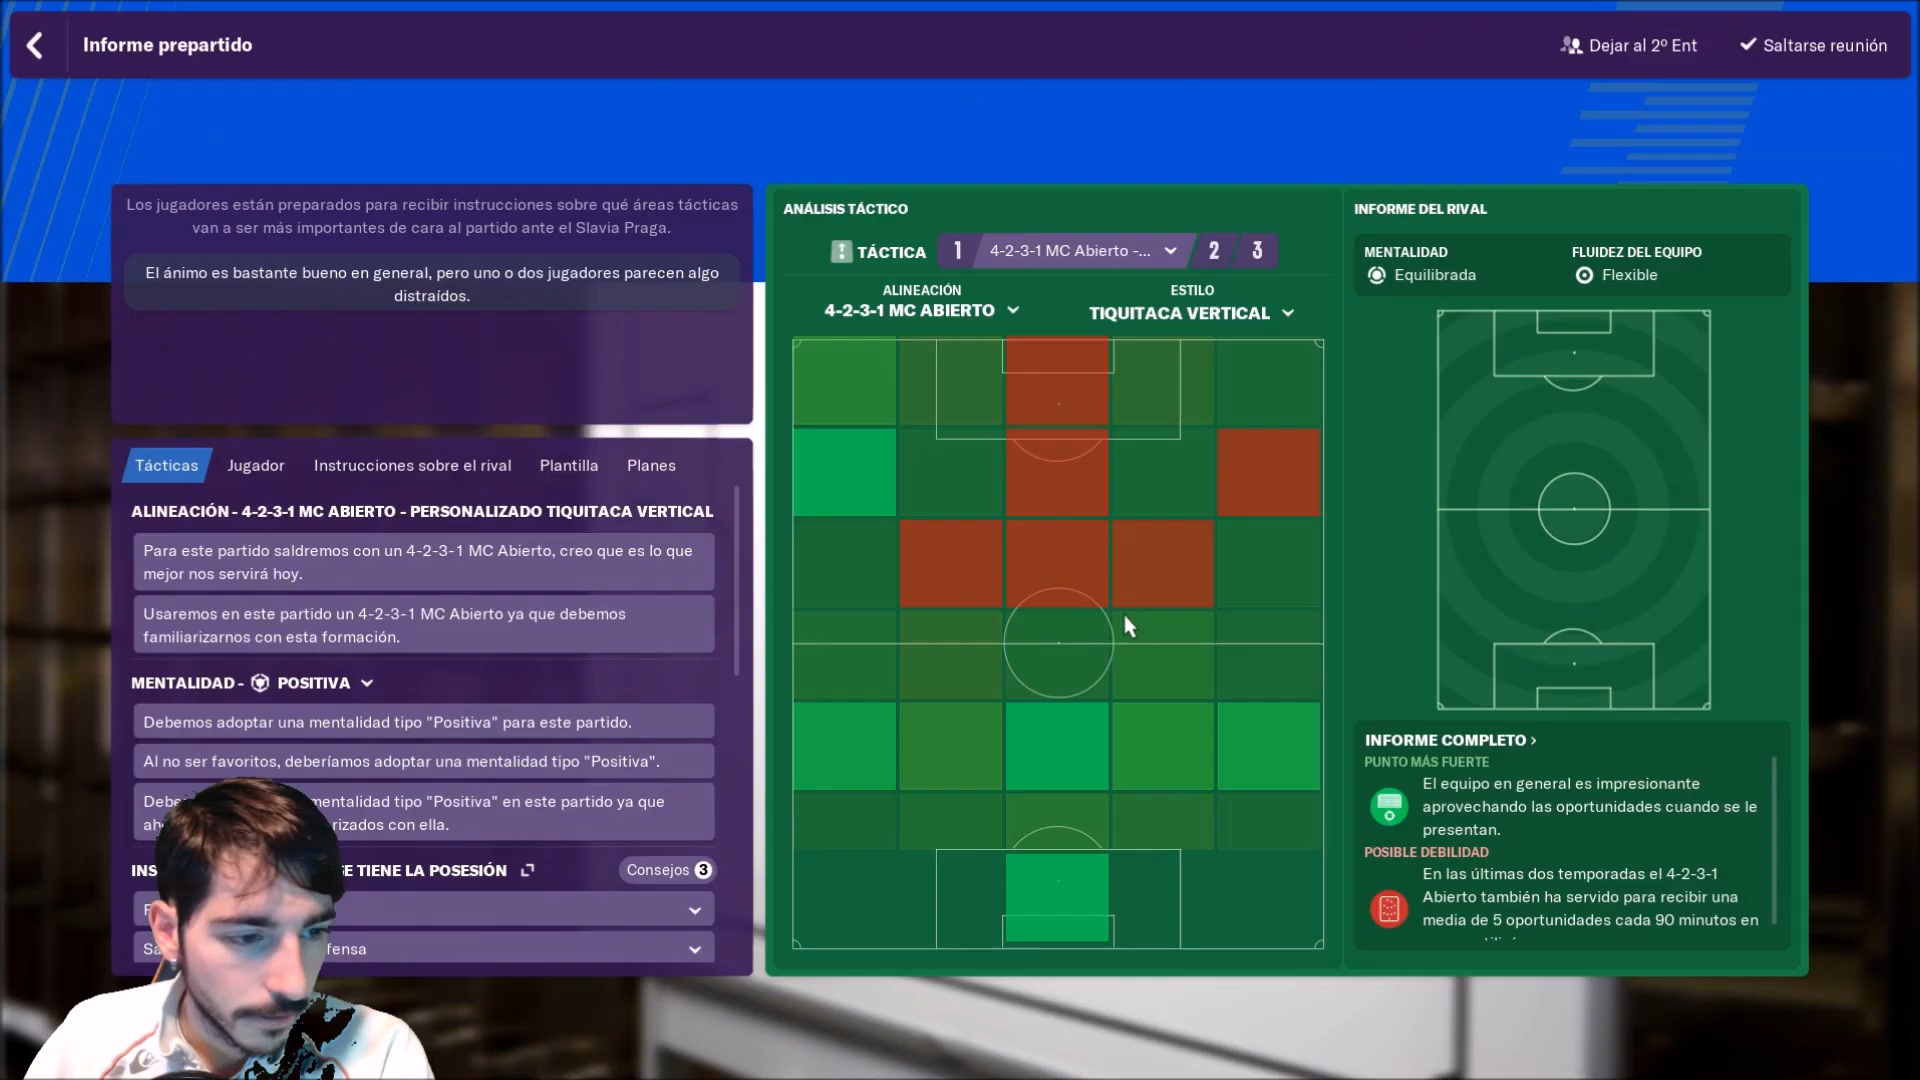 Informe prepartido
Dejar al 2º Ent
Saltarse reunión
Los jugadores están preparados para recibir instrucciones sobre qué áreas tácticas
van a ser más importantes de cara al partido ante el Slavia Praga.
El ánimo es bastante bueno en general, pero uno o dos jugadores parecen algo
distraídos.
Tácticas
Jugador
Instrucciones sobre el rival
Plantilla
Planes
ALINEACIÓN - 4-2-3-1 MC ABIERTO - PERSONALIZADO TIQUITACA VERTICAL
Para este partido saldremos con un 4-2-3-1 MC Abierto, creo que es lo que
mejor nos servirá hoy.
Usaremos en este partido un 4-2-3-1 MC Abierto ya que debemos
familiarizarnos con esta formación.
MENTALIDAD - POSITIVA
Debemos adoptar una mentalidad tipo "Positiva" para este partido.
Al no ser favoritos, deberíamos adoptar una mentalidad tipo "Positiva".
mentalidad tipo "Positiva" en este partido ya que
con ella.
TIENE LA POSESIÓN
Consejos 3
ANÁLISIS TÁCTICO
TÁCTICA
1
4-2-3-1 MC Abierto -...
2
3
ALINEACIÓN
4-2-3-1 MC ABIERTO
ESTILO
TIQUITACA VERTICAL
INFORME DEL RIVAL
MENTALIDAD
Equilibrada
FLUIDEZ DEL EQUIPO
Flexible
INFORME COMPLETO >
PUNTO MÁS FUERTE
El equipo en general es impresionante
aprovechando las oportunidades cuando se le
presentan.
POSIBLE DEBILIDAD
En las últimas dos temporadas el 4-2-3-1
Abierto también ha servido para recibir una
media de 5 oportunidades cada 90 minutos en